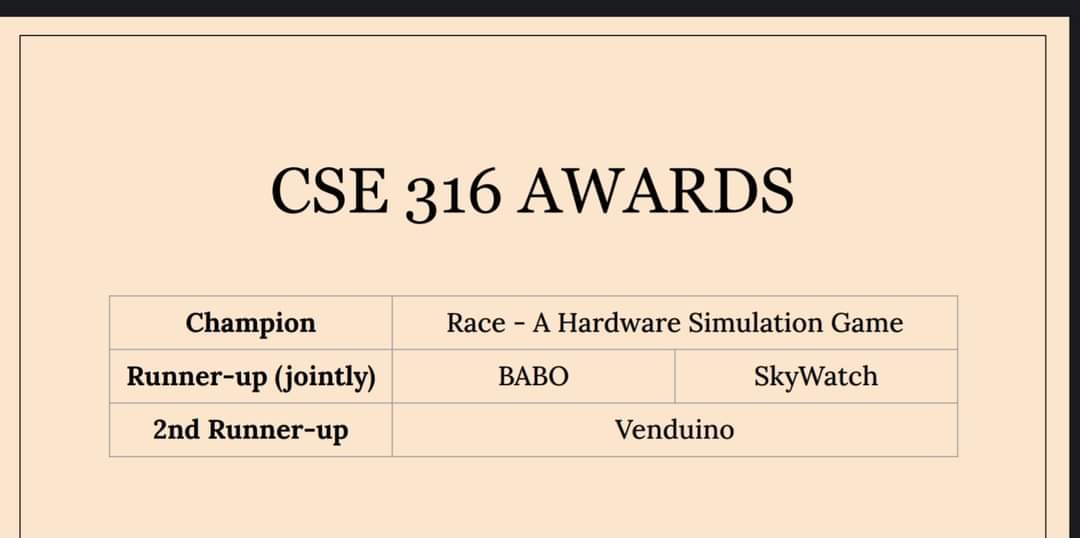 CSE 316 AWARDS
Champion Race - A Hardware Simulation Game
Runner-up (jointly) BABO SkyWatch
2nd Runner-up Venduino